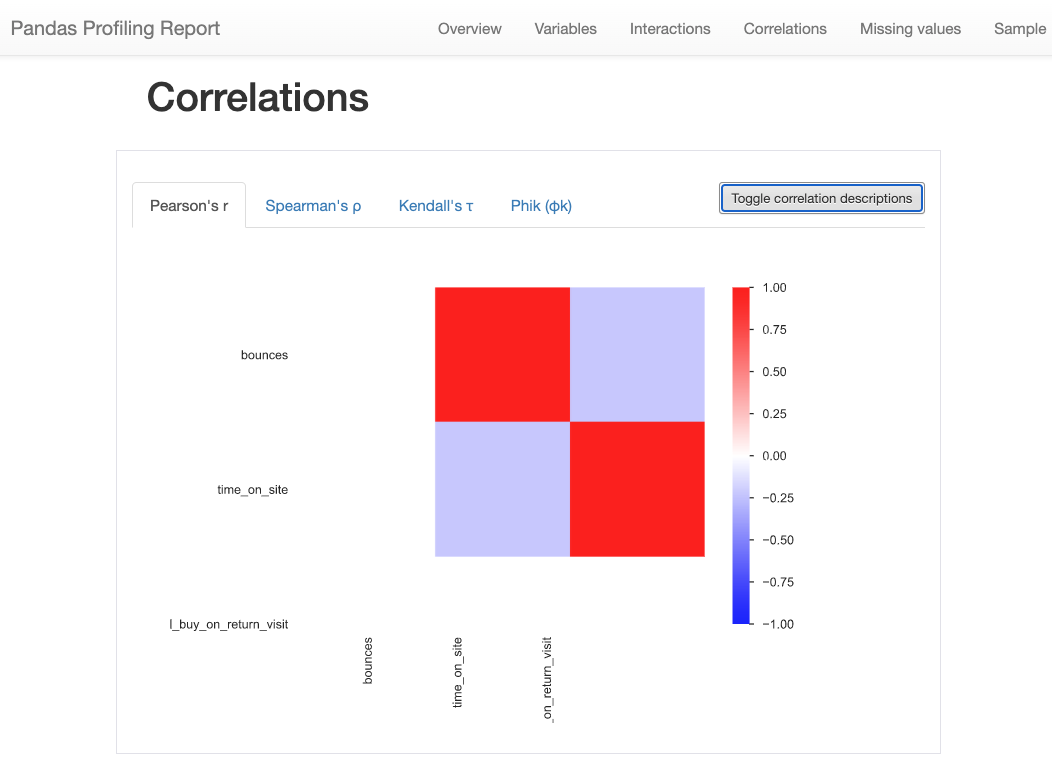 Pandas Profiling Report
Overview Variables Interactions Correlations Missing values Sample
Correlations
Pearson's r Spearman's ρ Kendall's τ Phik (φk)
Toggle correlation descriptions
bounces
time_on_site
l_buy_on_return_visit
bounces
time_on_site
_on_return_visit
1.00
0.75
0.50
0.25
0.00
−0.25
−0.50
−0.75
−1.00